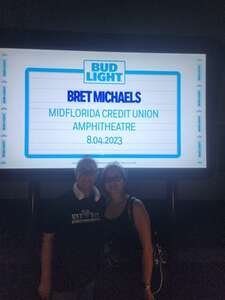 BUD
LIGHT
BRET MICHAELS
MIDFLORIDA CREDIT UNION
AMPHITHEATRE
8.04.2023